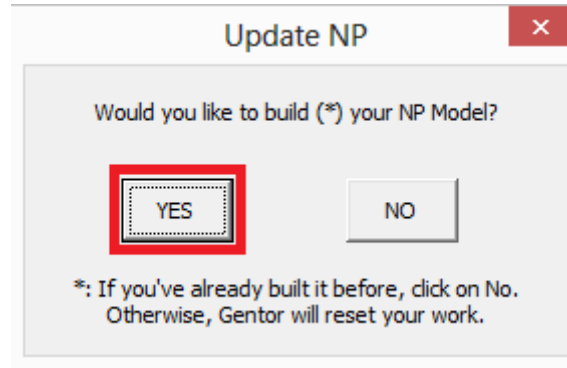 Update NP
Would you like to build (*) your NP Model?
YES
NO
*: If you've already built it before, click on No.
Otherwise, Gentor will reset your work.